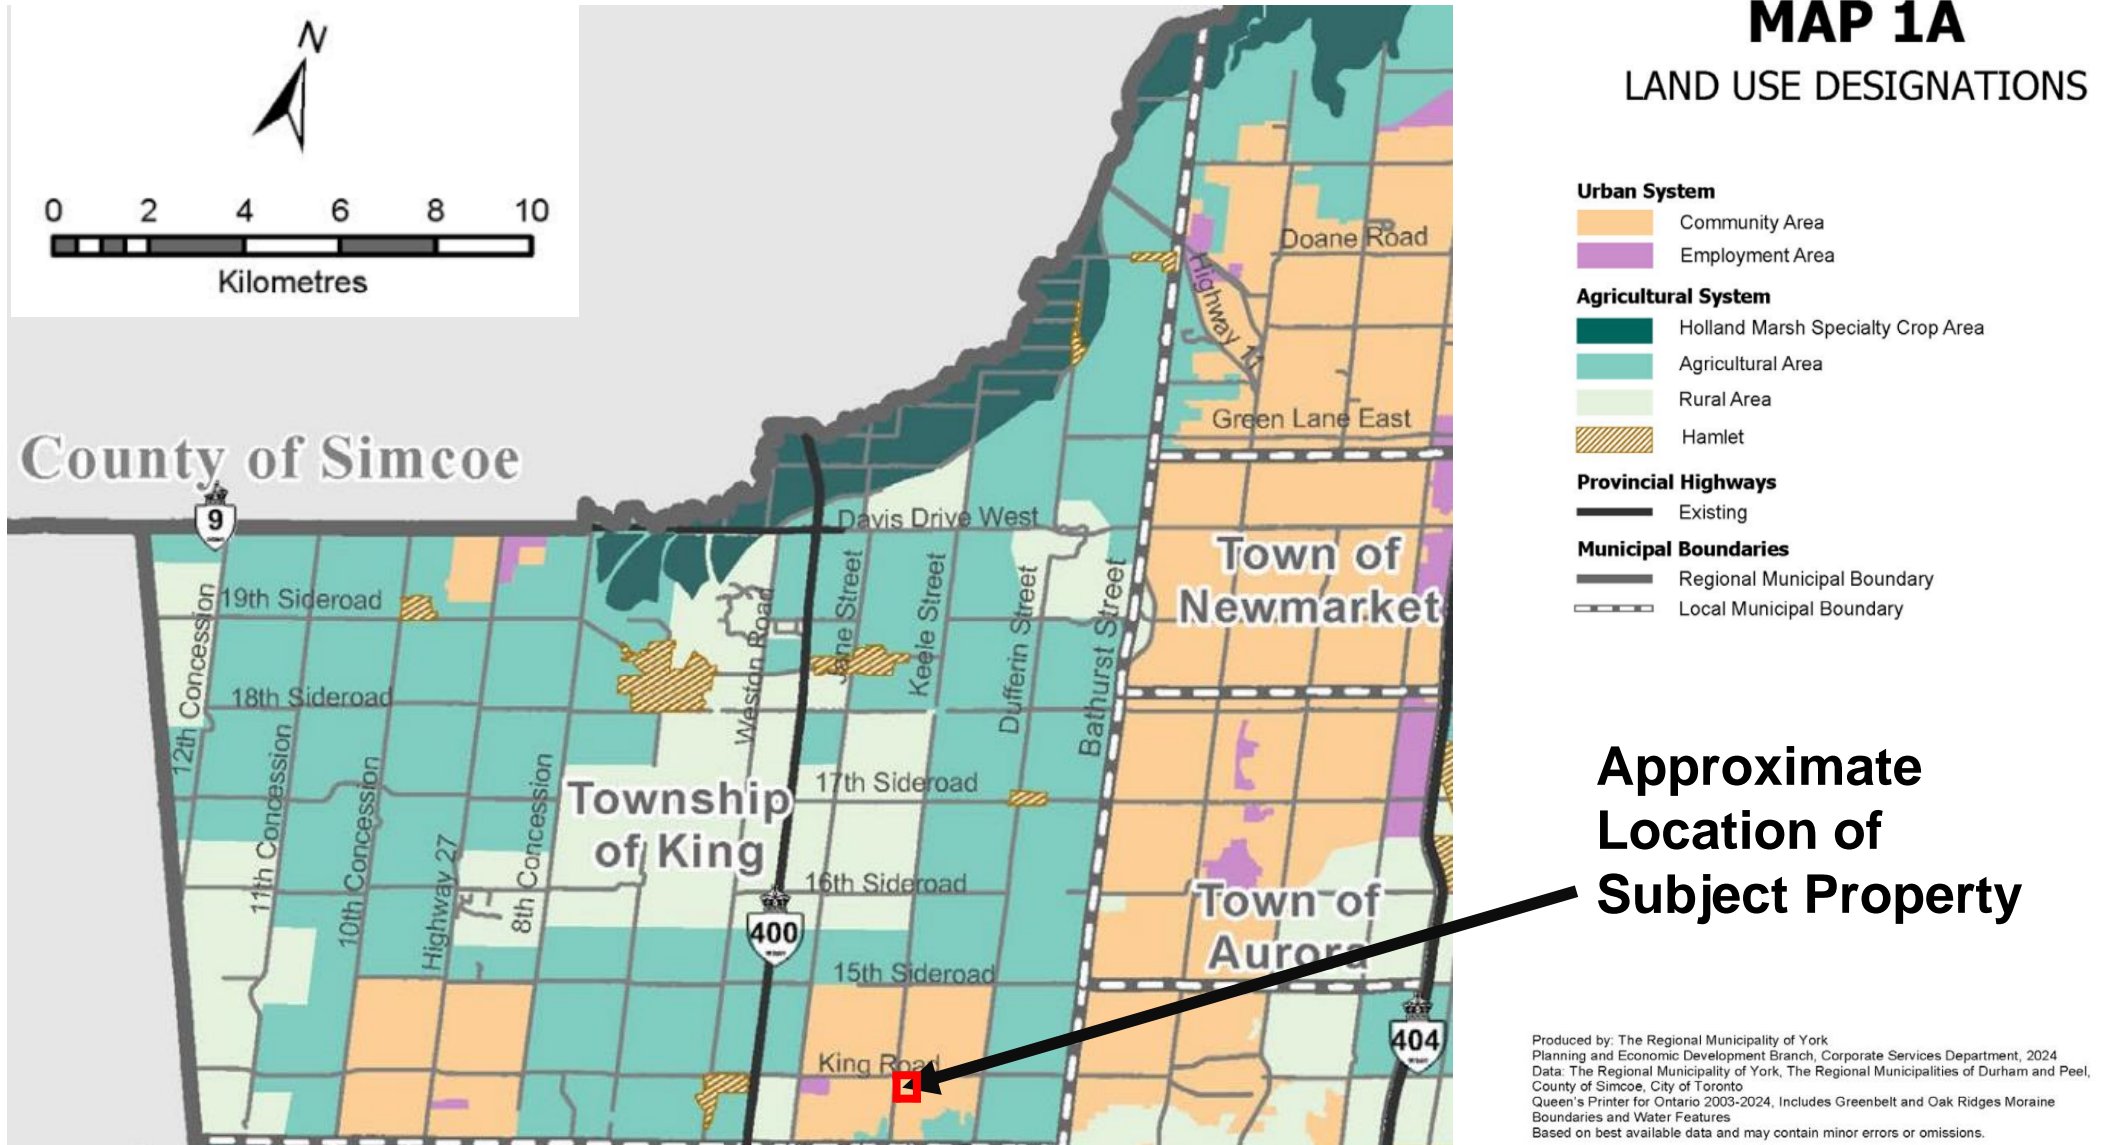 N
0 2 4 6 8 10
Kilometres
MAP 1A
LAND USE DESIGNATIONS
Urban System
Community Area
Employment Area
Agricultural System
Holland Marsh Specialty Crop Area
Agricultural Area
Rural Area
Hamlet
Provincial Highways
Existing
Municipal Boundaries
Regional Municipal Boundary
Local Municipal Boundary
Approximate
Location of
Subject Property
Produced by: The Regional Municipality of York
Planning and Economic Development Branch, Corporate Services Department, 2024
Data: The Regional Municipality of York, The Regional Municipalities of Durham and Peel,
County of Simcoe, City of Toronto
Queen's Printer for Ontario 2003-2024, Includes Greenbelt and Oak Ridges Moraine
Boundaries and Water Features
Based on best available data and may contain minor errors or omissions.
Doane Road
Highway 11
Green Lane East
County of Simcoe
9
Davis Drive West
Town of
Newmarket
19th Sideroad
12th Concession
18th Sideroad
11th Concession
10th Concession
Highway 27
8th Concession
Weston Road
Jane Street
Keele Street
Dufferin Street
Bathurst Street
Township
of King
17th Sideroad
16th Sideroad
400
15th Sideroad
Town of
Aurora
King Road
404